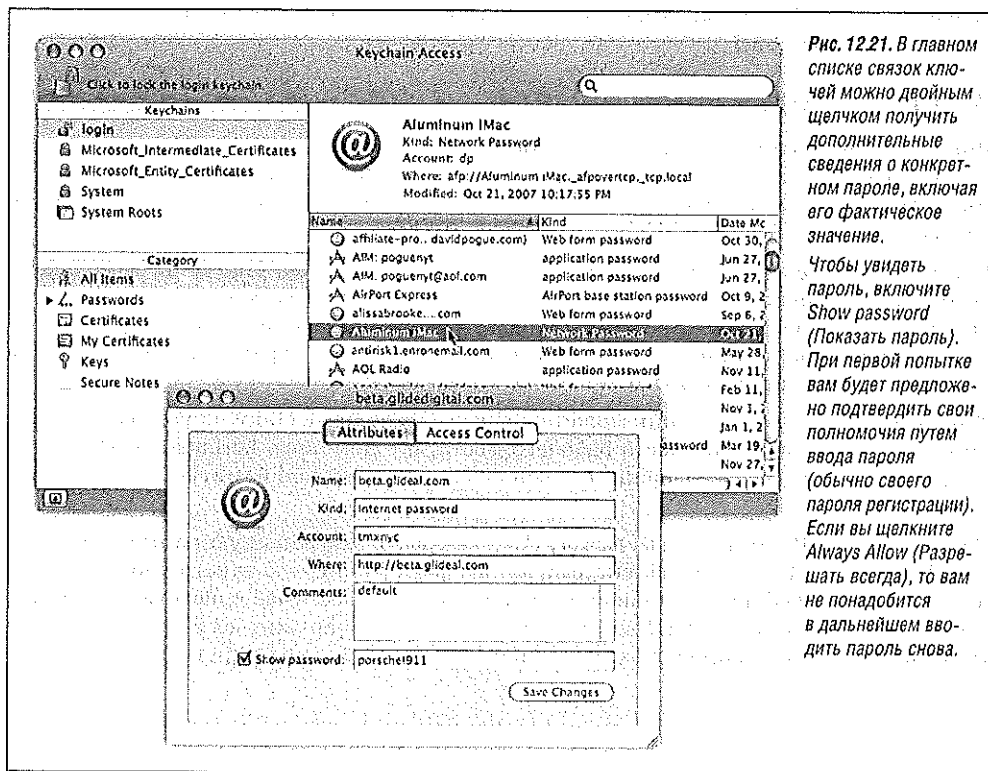 Keychain Access
Click to lock the login keychain.
Keychains
login
Microsoft_Intermediate_Certificates
Microsoft_Entity_Certificates
System
System Roots
Category
All Items
Passwords
Certificates
My Certificates
Keys
Secure Notes
Aluminum iMac
Kind: Network Password
Account: dp
Where: afp://Aluminum iMac._afpovertcp._tcp.local
Modified: Oct 21, 2007 10:17:55 PM
Name Kind Date Mo
affiliate-pro.. davidpogue.com) Web form password Oct 30,
AIM: poguenyt application password Jun 27,
AIM: poguenyt@aol.com application password Jun 27,
AirPort Express AirPort base station password Oct 9, 2
alissabrooke....com Web form password Sep 6, 2
Aluminum iMac Network Password Oct 21,
antirisk1.enronemail.com Web form password May 28,
AOL Radio application password Nov 11,
Feb 11,
Nov 3, 2
Jan 1, 2
assword Mar 19,
Nov 27,
beta.glidedigital.com
Attributes Access Control
Name: beta.glideal.com
Kind: Internet password
Account: tmxnyc
Where: http://beta.glideal.com
Comments: default
Show password: porsche!911
Save Changes
Рис. 12.21. В главном
списке связок клю-
чей можно двойным
щелчком получить
дополнительные
сведения о конкрет-
ном пароле, включая
его фактическое
значение.
Чтобы увидеть
пароль, включите
Show password
(Показать пароль).
При первой попытке
вам будет предложе-
но подтвердить свои
полномочия путем
ввода пароля
(обычно своего
пароля регистрации).
Если вы щелкните
Always Allow (Разре-
шать всегда), то вам
не понадобится
в дальнейшем вво-
дить пароль снова.